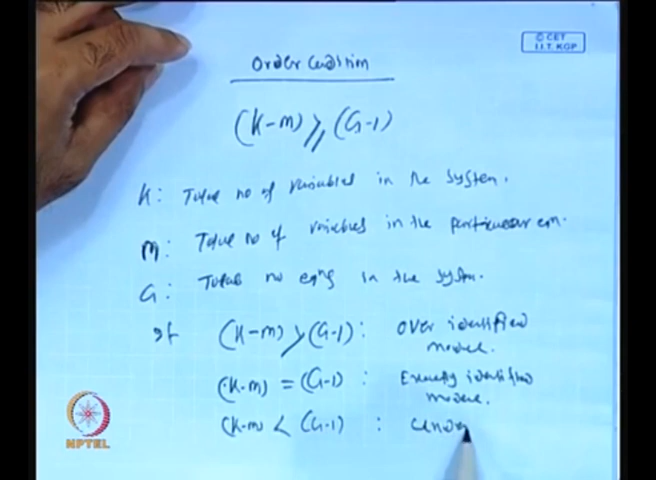 © CET
I.I.T. KGP
Order condition
(K-m) ≥ (G-1)
K: Total no of variables in the system.
M: Total no of variables in the particular eqn.
G: Total no eqns in the system.
If (K-m) > (G-1): Over identified
model.
(K-m) = (G-1) : Exactly identified
model.
(K-m < (G-1) : Unde
NPTEL